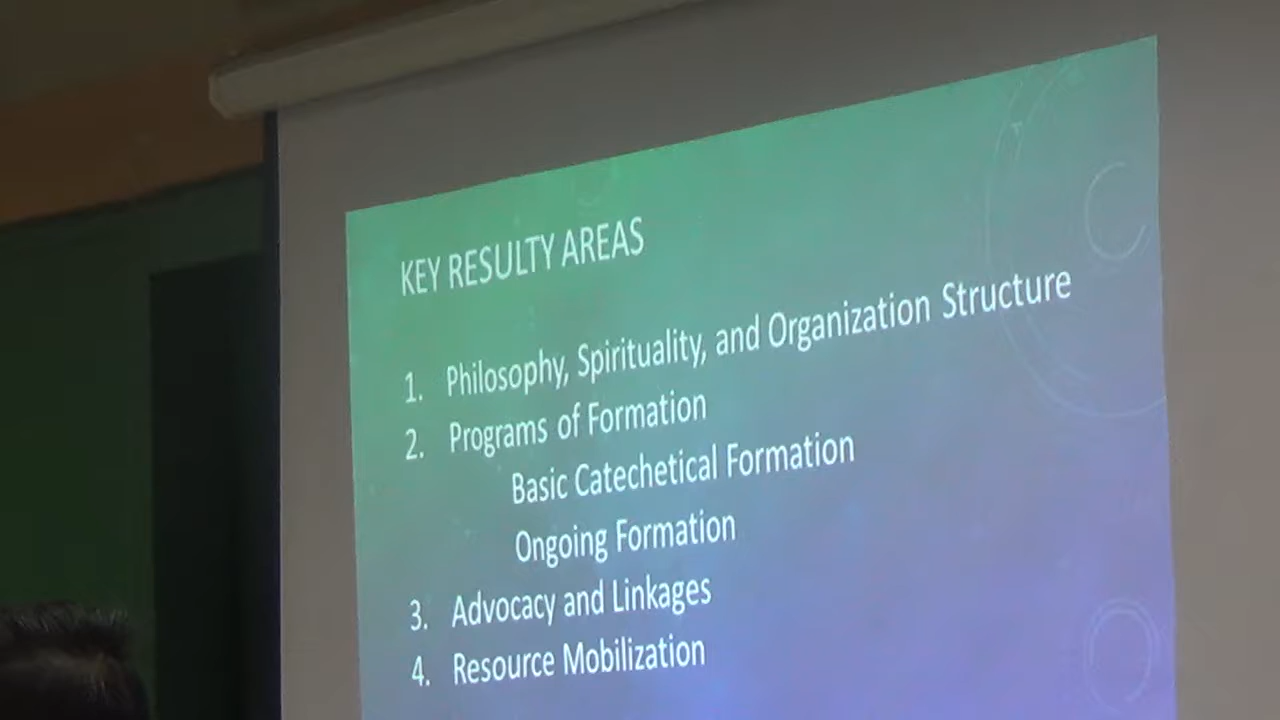 KEY RESULTY AREAS
1. Philosophy, Spirituality, and Organization Structure
2. Programs of Formation
Basic Catechetical Formation
Ongoing Formation
3. Advocacy and Linkages
4. Resource Mobilization